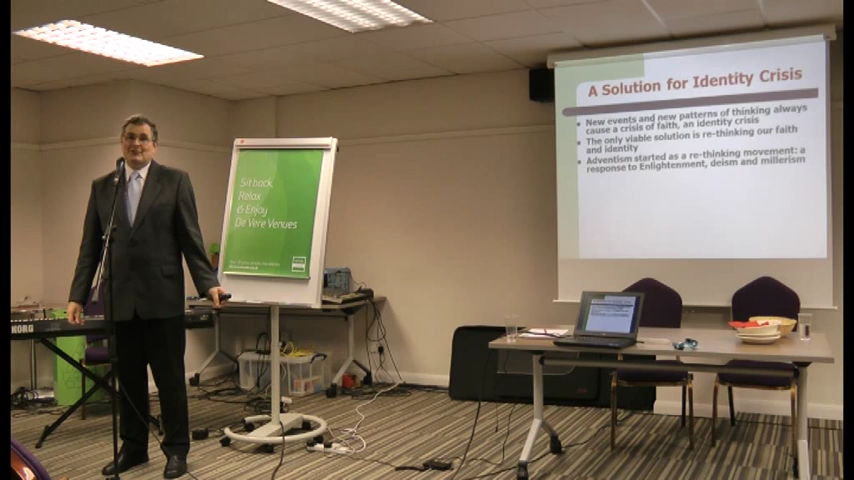 A Solution for Identity Crisis
New events and new patterns of thinking always
cause a crisis of faith, an identity crisis
The only viable solution is re-thinking our faith
and identity
Adventism started as a re-thinking movement: a
response to Enlightenment, deism and millerism
Sit back,
Relax
& Enjoy
De Vere Venues
KORG